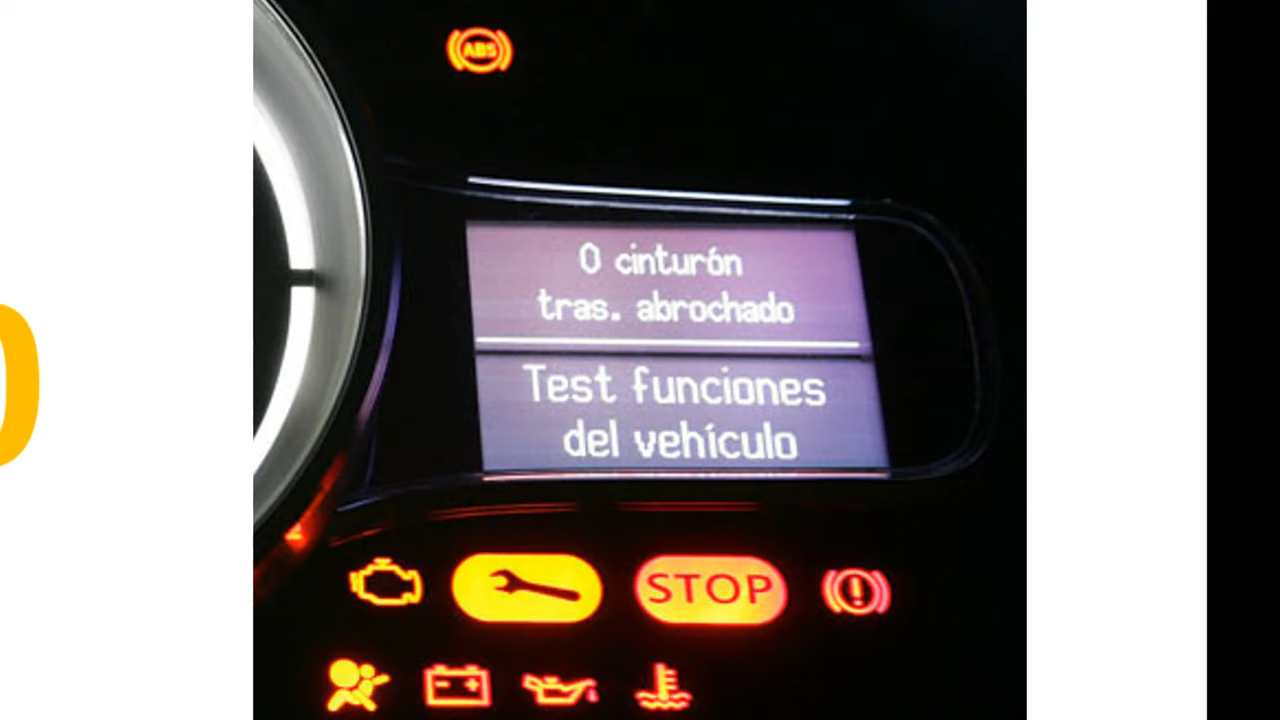 ABS
0 cinturón
tras. abrochado
Test funciones
del vehículo
STOP